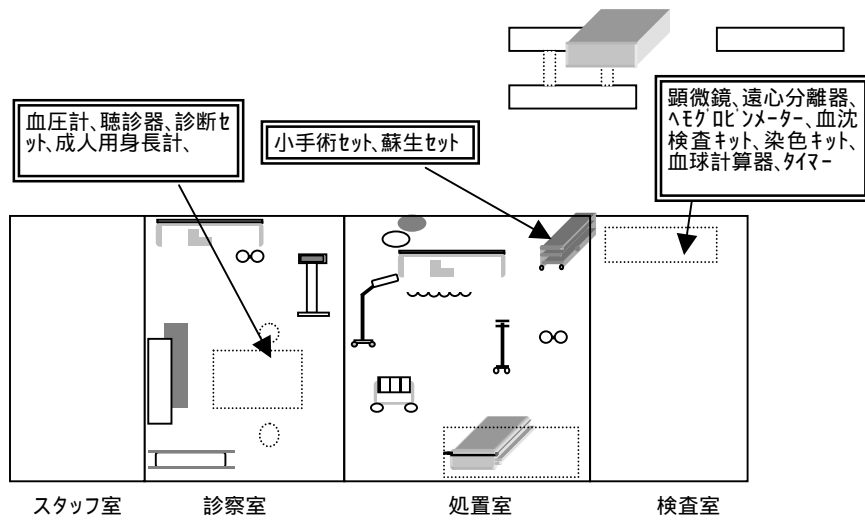 血圧計、聴診器、診断セ
ット、成人用身長計、
小手術セット、蘇生セット
顕微鏡、遠心分離器、
ヘモグロビンメーター、血沈
検査キット、染色キット、
血球計算器、タイマー
スタッフ室
診察室
処置室
検査室